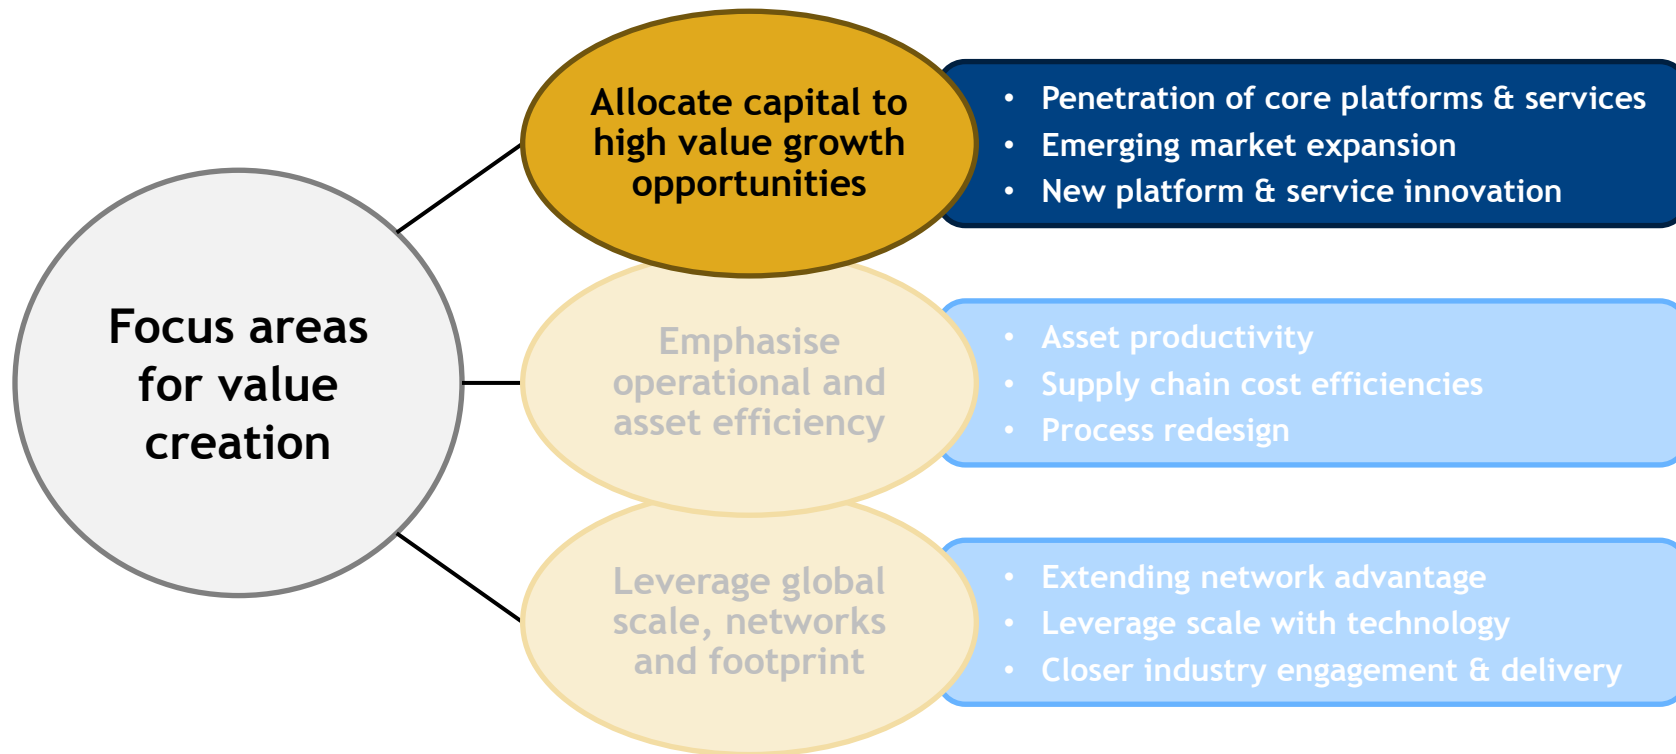 Focus areas
for value
creation
Allocate capital to
high value growth
opportunities
• Penetration of core platforms & services
• Emerging market expansion
• New platform & service innovation
Emphasise
operational and
asset efficiency
• Asset productivity
• Supply chain cost efficiencies
• Process redesign
Leverage global
scale, networks
and footprint
• Extending network advantage
• Leverage scale with technology
• Closer industry engagement & delivery